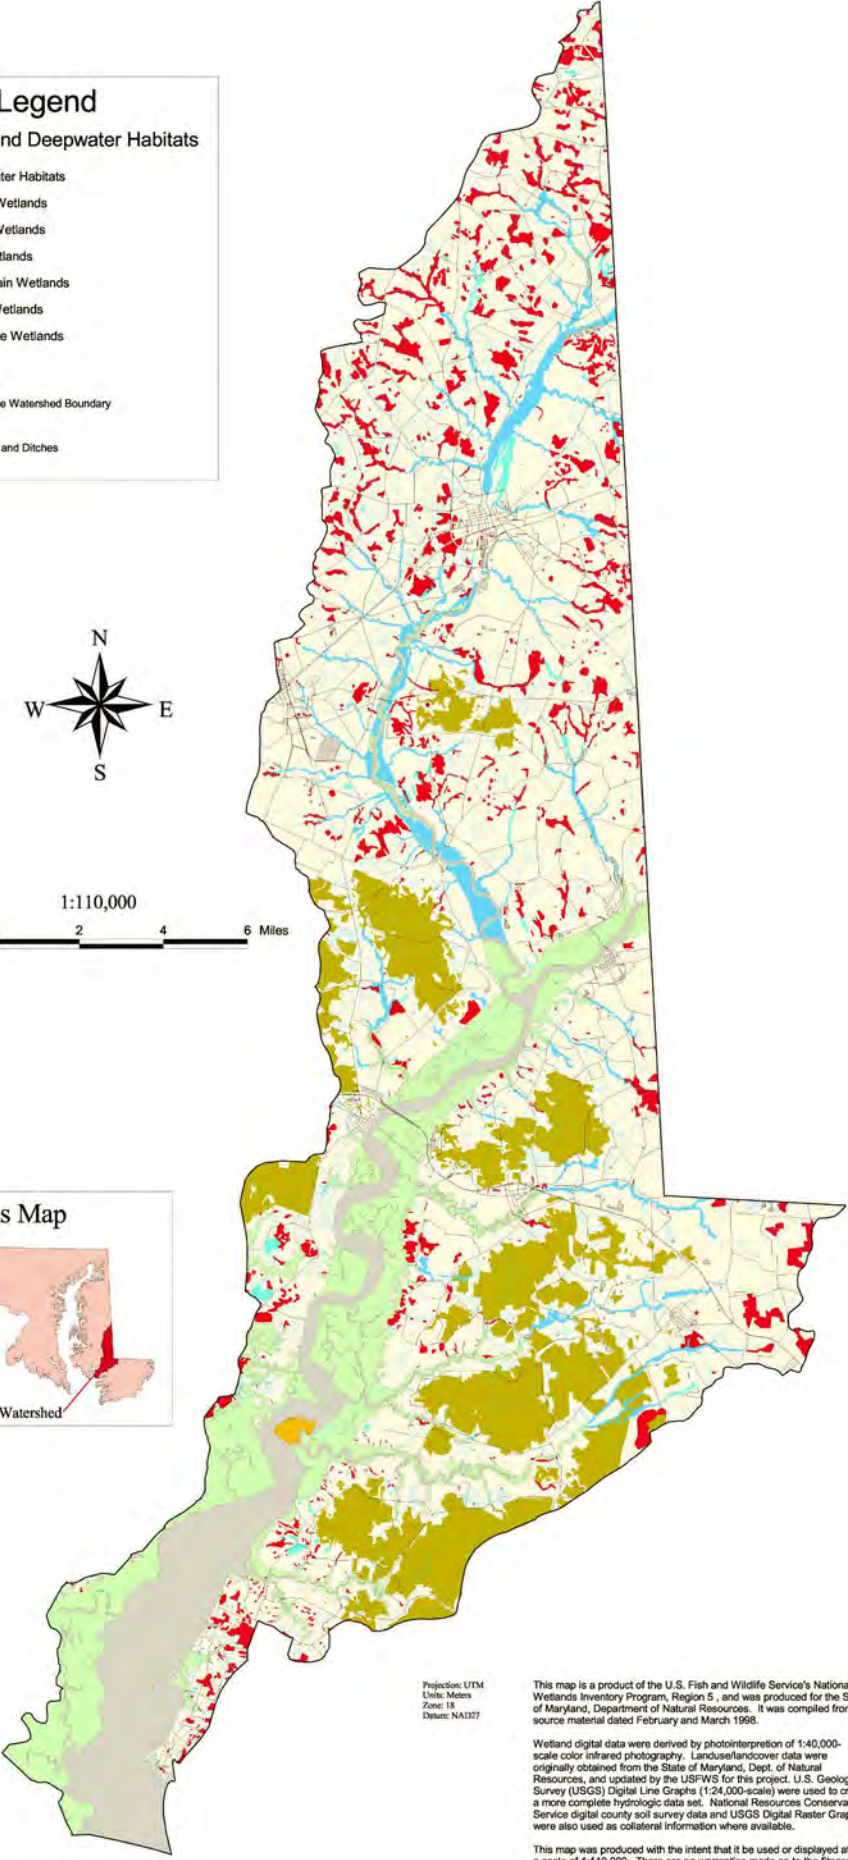 Legend
nd Deepwater Habitats
ter Habitats
Wetlands
Wetlands
tlands
ain Wetlands
Wetlands
e Wetlands
e Watershed Boundary
and Ditches
N
W E
S
1:110,000
2 4 6 Miles
s Map
Watershed
Projection: UTM
Units: Meters
Zone: 18
Datum: NAD27
This map is a product of the U.S. Fish and Wildlife Service's Nationa
Wetlands Inventory Program, Region 5 , and was produced for the S
of Maryland, Department of Natural Resources. It was compiled from
source material dated February and March 1998.
Wetland digital data were derived by photointerpretion of 1:40,000-
scale color infrared photography. Landuse/landcover data were
originally obtained from the State of Maryland, Dept. of Natural
Resources, and updated by the USFWS for this project. U.S. Geolog
Survey (USGS) Digital Line Graphs (1:24,000-scale) were used to cr
a more complete hydrologic data set. National Resources Conserva
Service digital county soil survey data and USGS Digital Raster Grap
were also used as collateral information where available.
This map was produced with the intent that it be used or displayed at